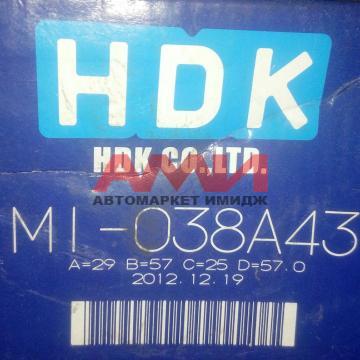 HDK
HDK CO.,LTD.
АМИ
АВТОМАРКЕТ ИМИДЖ
MI-038A43
A=29 B=57 C=25 D=57.0
2012.12.19